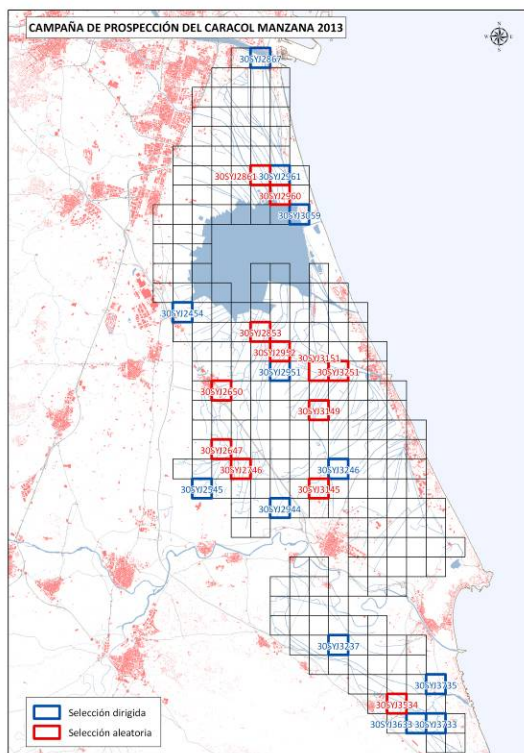 CAMPAÑA DE PROSPECCIÓN DEL CARACOL MANZANA 2013
N
W E
S
30SYJ2867
30SYJ2861 30SYJ2961
30SYJ2960
30SYJ3059
30SYJ2454
30SYJ2853
30SYJ2952
30SYJ3151
30SYJ2951
30SYJ3251
30SYJ2650
30SYJ3149
30SYJ2647
30SYJ2746
30SYJ3246
30SYJ2545
30SYJ3145
30SYJ2944
30SYJ3237
30SYJ3735
30SYJ3534
30SYJ3633 30SYJ3733
Selección dirigida
Selección aleatoria